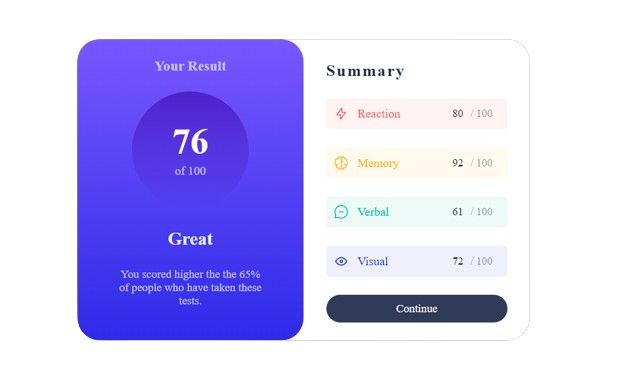 Your Result
76
of 100
Great
You scored higher the the 65%
of people who have taken these
tests.
Summary
Reaction 80 / 100
Memory 92 / 100
Verbal 61 / 100
Visual 72 / 100
Continue